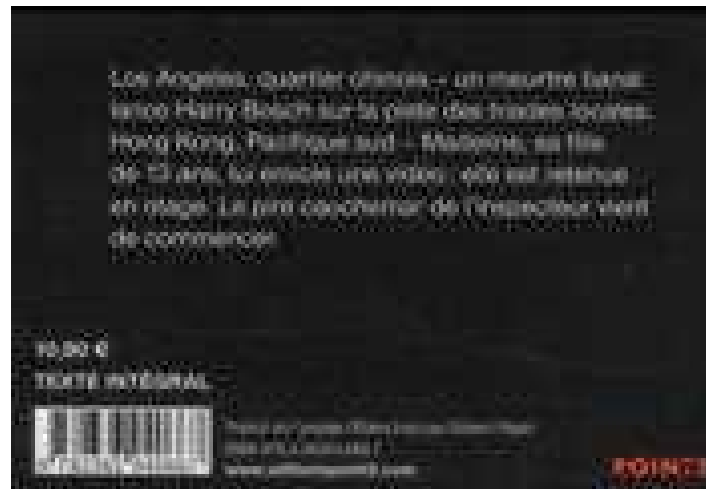 Los Angeles, quartier chinois – un meurtre banal
lance Harry Bosch sur la piste des triades locales.
Hong Kong, Pacifique sud – Madeline, sa fille
de 13 ans, lui envoie une vidéo : elle est retenue
en otage. Le pire cauchemar de l'inspecteur vient
de commencer.
€
TEXTE INTÉGRAL
POINTS